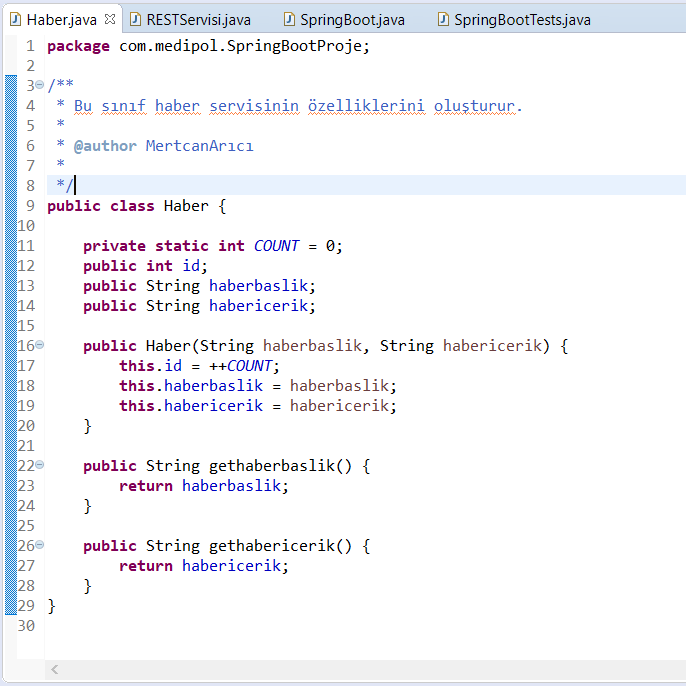 Haber.java RESTServisi.java SpringBoot.java SpringBootTests.java
1 package com.medipol.SpringBootProje;
2
3 /**
4  * Bu sınıf haber servisinin özelliklerini oluşturur.
5  *
6  * @author MertcanArıcı
7  *
8  */
9 public class Haber {
10
11     private static int COUNT = 0;
12     public int id;
13     public String haberbaslik;
14     public String habericerik;
15
16     public Haber(String haberbaslik, String habericerik) {
17         this.id = ++COUNT;
18         this.haberbaslik = haberbaslik;
19         this.habericerik = habericerik;
20     }
21
22     public String gethaberbaslik() {
23         return haberbaslik;
24     }
25
26     public String gethabericerik() {
27         return habericerik;
28     }
29 }
30